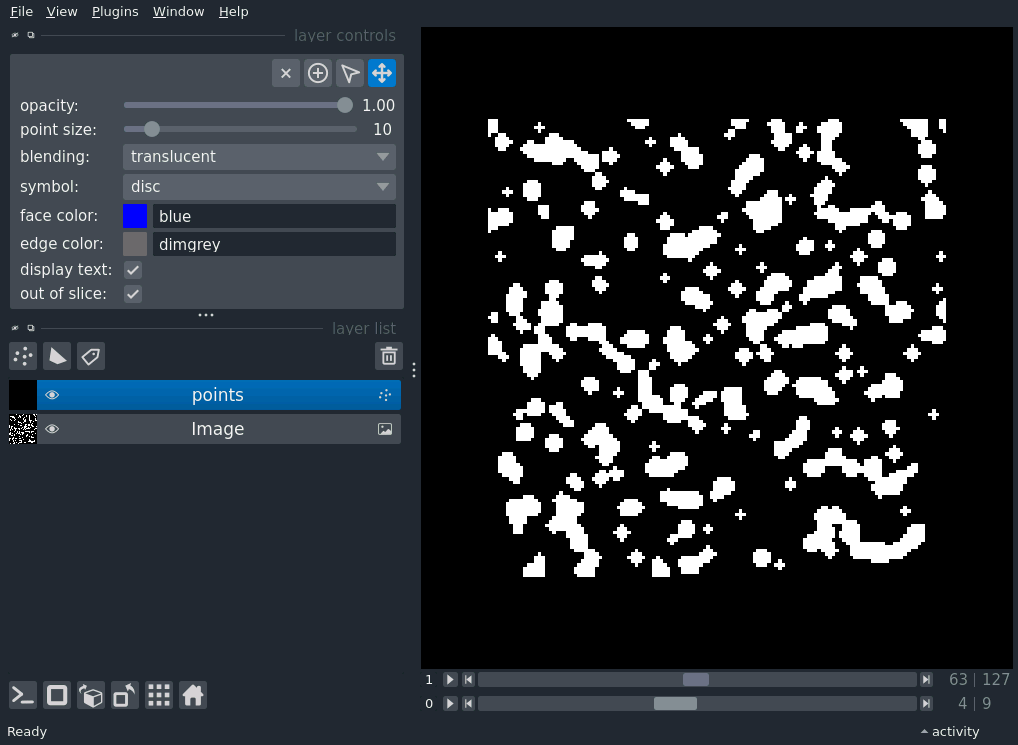 File View Plugins Window Help
layer controls
opacity: 1.00
point size: 10
blending: translucent
symbol: disc
face color: blue
edge color: dimgrey
display text:
out of slice:
layer list
points
Image
1 63 | 127
0 4 | 9
Ready activity